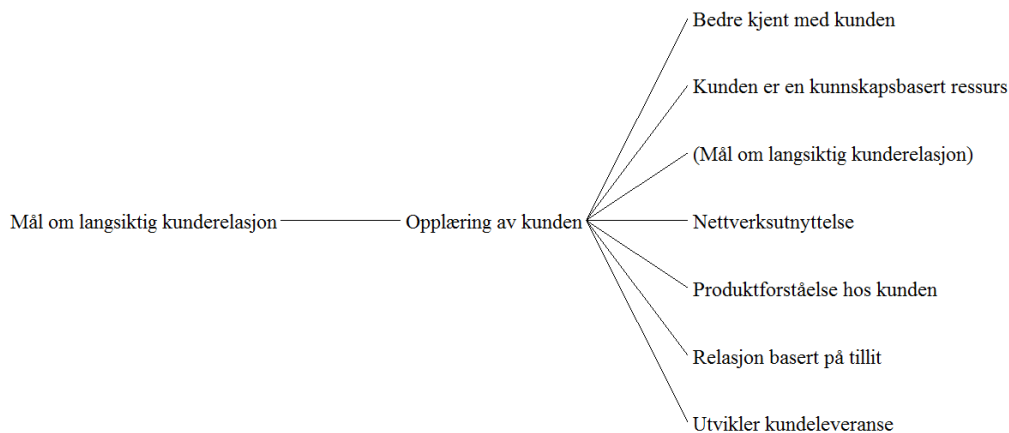 Bedre kjent med kunden
Kunden er en kunnskapsbasert ressurs
(Mål om langsiktig kunderelasjon)
Mål om langsiktig kunderelasjon
Opplæring av kunden
Nettverksutnyttelse
Produktforståelse hos kunden
Relasjon basert på tillit
Utvikler kundeleveranse